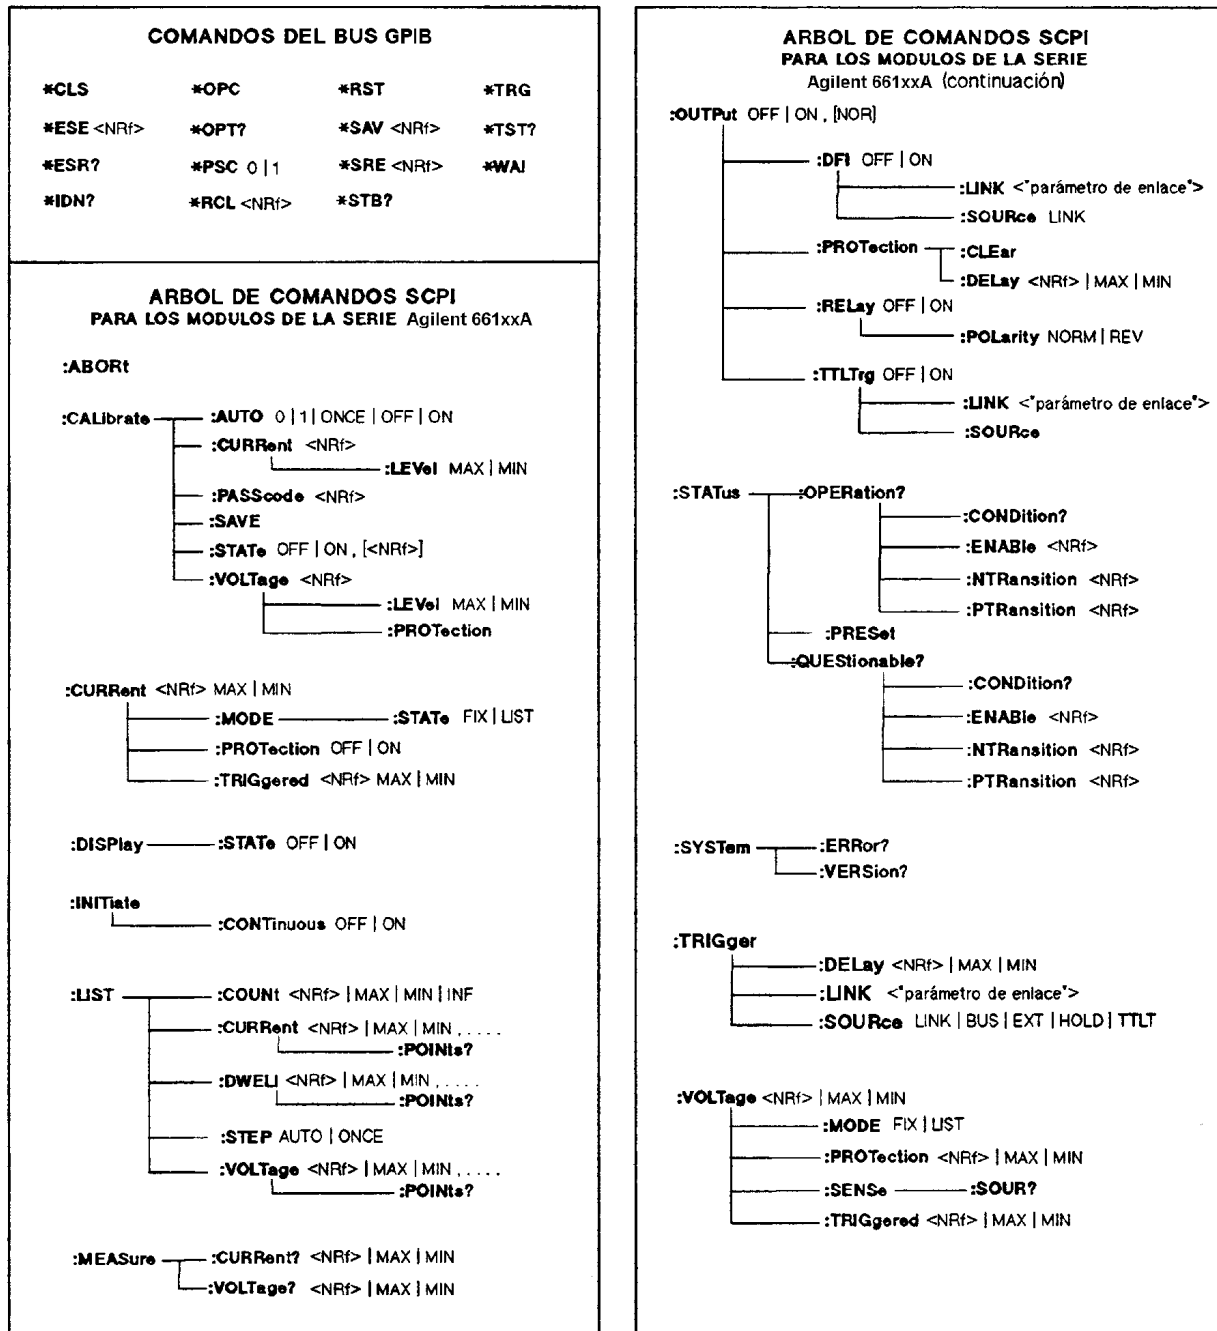 COMANDOS DEL BUS GPIB
*CLS *OPC *RST *TRG
*ESE <NRf> *OPT? *SAV <NRf> *TST?
*ESR? *PSC 0 | 1 *SRE <NRf> *WAI
*IDN? *RCL <NRf> *STB?
ARBOL DE COMANDOS SCPI
PARA LOS MODULOS DE LA SERIE Agilent 661xxA
:ABORt
:CALibrate :AUTO 0 | 1 | ONCE | OFF | ON
:CURRent <NRf>
:LEVel MAX | MIN
:PASScode <NRf>
:SAVE
:STATe OFF | ON , [<NRf>]
:VOLTage <NRf>
:LEVel MAX | MIN
:PROTection
:CURRent <NRf> MAX | MIN
:MODE :STATe FIX | LIST
:PROTection OFF | ON
:TRIGgered <NRf> MAX | MIN
:DISPlay :STATe OFF | ON
:INITiate
:CONTinuous OFF | ON
:LIST :COUNt <NRf> | MAX | MIN | INF
:CURRent <NRf> | MAX | MIN , . . . .
:POINts?
:DWELl <NRf> | MAX | MIN , . . . .
:POINts?
:STEP AUTO | ONCE
:VOLTage <NRf> | MAX | MIN , . . . .
:POINts?
:MEASure :CURRent? <NRf> | MAX | MIN
:VOLTage? <NRf> | MAX | MIN
ARBOL DE COMANDOS SCPI
PARA LOS MODULOS DE LA SERIE
Agilent 661xxA (continuación)
:OUTPut OFF | ON , [NOR]
:DFI OFF | ON
:LINK <"parámetro de enlace">
:SOURce LINK
:PROTection :CLEar
:DELay <NRf> | MAX | MIN
:RELay OFF | ON
:POLarity NORM | REV
:TTLTrg OFF | ON
:LINK <"parámetro de enlace">
:SOURce
:STATus :OPERation?
:CONDition?
:ENABle <NRf>
:NTRansition <NRf>
:PTRansition <NRf>
:PRESet
:QUEStionable?
:CONDition?
:ENABle <NRf>
:NTRansition <NRf>
:PTRansition <NRf>
:SYSTem :ERRor?
:VERSion?
:TRIGger
:DELay <NRf> | MAX | MIN
:LINK <"parámetro de enlace">
:SOURce LINK | BUS | EXT | HOLD | TTLT
:VOLTage <NRf> | MAX | MIN
:MODE FIX | LIST
:PROTection <NRf> | MAX | MIN
:SENSe :SOUR?
:TRIGgered <NRf> | MAX | MIN